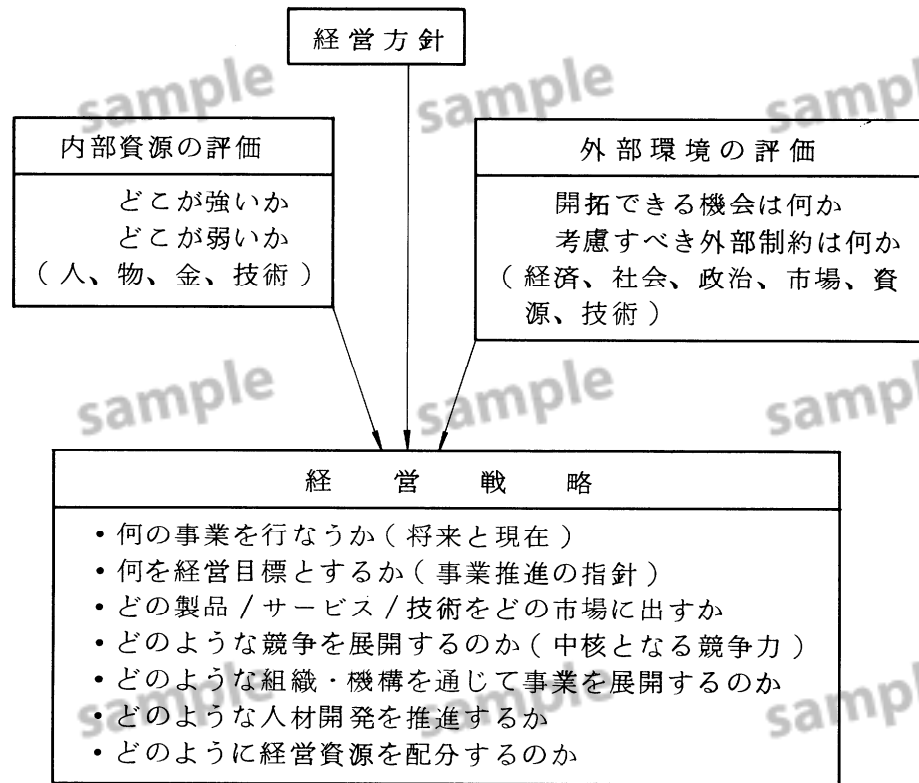 経営方針
sample sample sample
内部資源の評価
どこが強いか
どこが弱いか
（人、物、金、技術）
外部環境の評価
開拓できる機会は何か
考慮すべき外部制約は何か
（経済、社会、政治、市場、資
源、技術）
sample sample sample
経営戦略
・何の事業を行なうか（将来と現在）
・何を経営目標とするか（事業推進の指針）
・どの製品／サービス／技術をどの市場に出すか
・どのような競争を展開するのか（中核となる競争力）
・どのような組織・機構を通じて事業を展開するのか
・どのような人材開発を推進するか
・どのように経営資源を配分するのか
sample sample sample